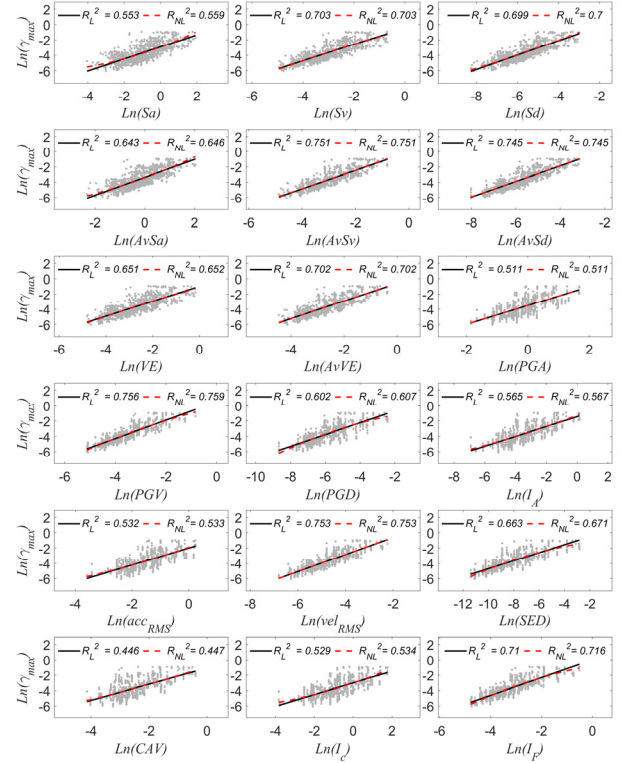 R_L^2 = 0.553 R_NL^2 = 0.559
R_L^2 = 0.703 R_NL^2 = 0.703
R_L^2 = 0.699 R_NL^2 = 0.7
Ln(γmax)
2
0
-2
-4
-6
-4 -2 0 2
-4 -2 0
-8 -6 -4 -2
Ln(Sa)
Ln(Sv)
Ln(Sd)
R_L^2 = 0.643 R_NL^2 = 0.646
R_L^2 = 0.751 R_NL^2 = 0.751
R_L^2 = 0.745 R_NL^2 = 0.745
Ln(γmax)
2
0
-2
-4
-6
-2 0 2
-4 -2 0
-8 -6 -4 -2
Ln(AvSa)
Ln(AvSv)
Ln(AvSd)
R_L^2 = 0.651 R_NL^2 = 0.652
R_L^2 = 0.702 R_NL^2 = 0.702
R_L^2 = 0.511 R_NL^2 = 0.511
Ln(γmax)
2
0
-2
-4
-6
-6 -4 -2 0
-4 -2 0
-2 0 2
Ln(VE)
Ln(AvVE)
Ln(PGA)
R_L^2 = 0.756 R_NL^2 = 0.759
R_L^2 = 0.602 R_NL^2 = 0.607
R_L^2 = 0.565 R_NL^2 = 0.567
Ln(γmax)
2
0
-2
-4
-6
-6 -4 -2 0
-10 -8 -6 -4 -2
-8 -6 -4 -2 0
Ln(PGV)
Ln(PGD)
Ln(I_A)
R_L^2 = 0.532 R_NL^2 = 0.533
R_L^2 = 0.753 R_NL^2 = 0.753
R_L^2 = 0.663 R_NL^2 = 0.671
Ln(γmax)
2
0
-2
-4
-6
-4 -2 0
-8 -6 -4 -2
-12 -10 -8 -6 -4 -2
Ln(acc_RMS)
Ln(vel_RMS)
Ln(SED)
R_L^2 = 0.446 R_NL^2 = 0.447
R_L^2 = 0.529 R_NL^2 = 0.534
R_L^2 = 0.71 R_NL^2 = 0.716
Ln(γmax)
2
0
-2
-4
-6
-4 -2 0
-4 -2 0 2
-4 -2 0
Ln(CAV)
Ln(I_c)
Ln(I_F)